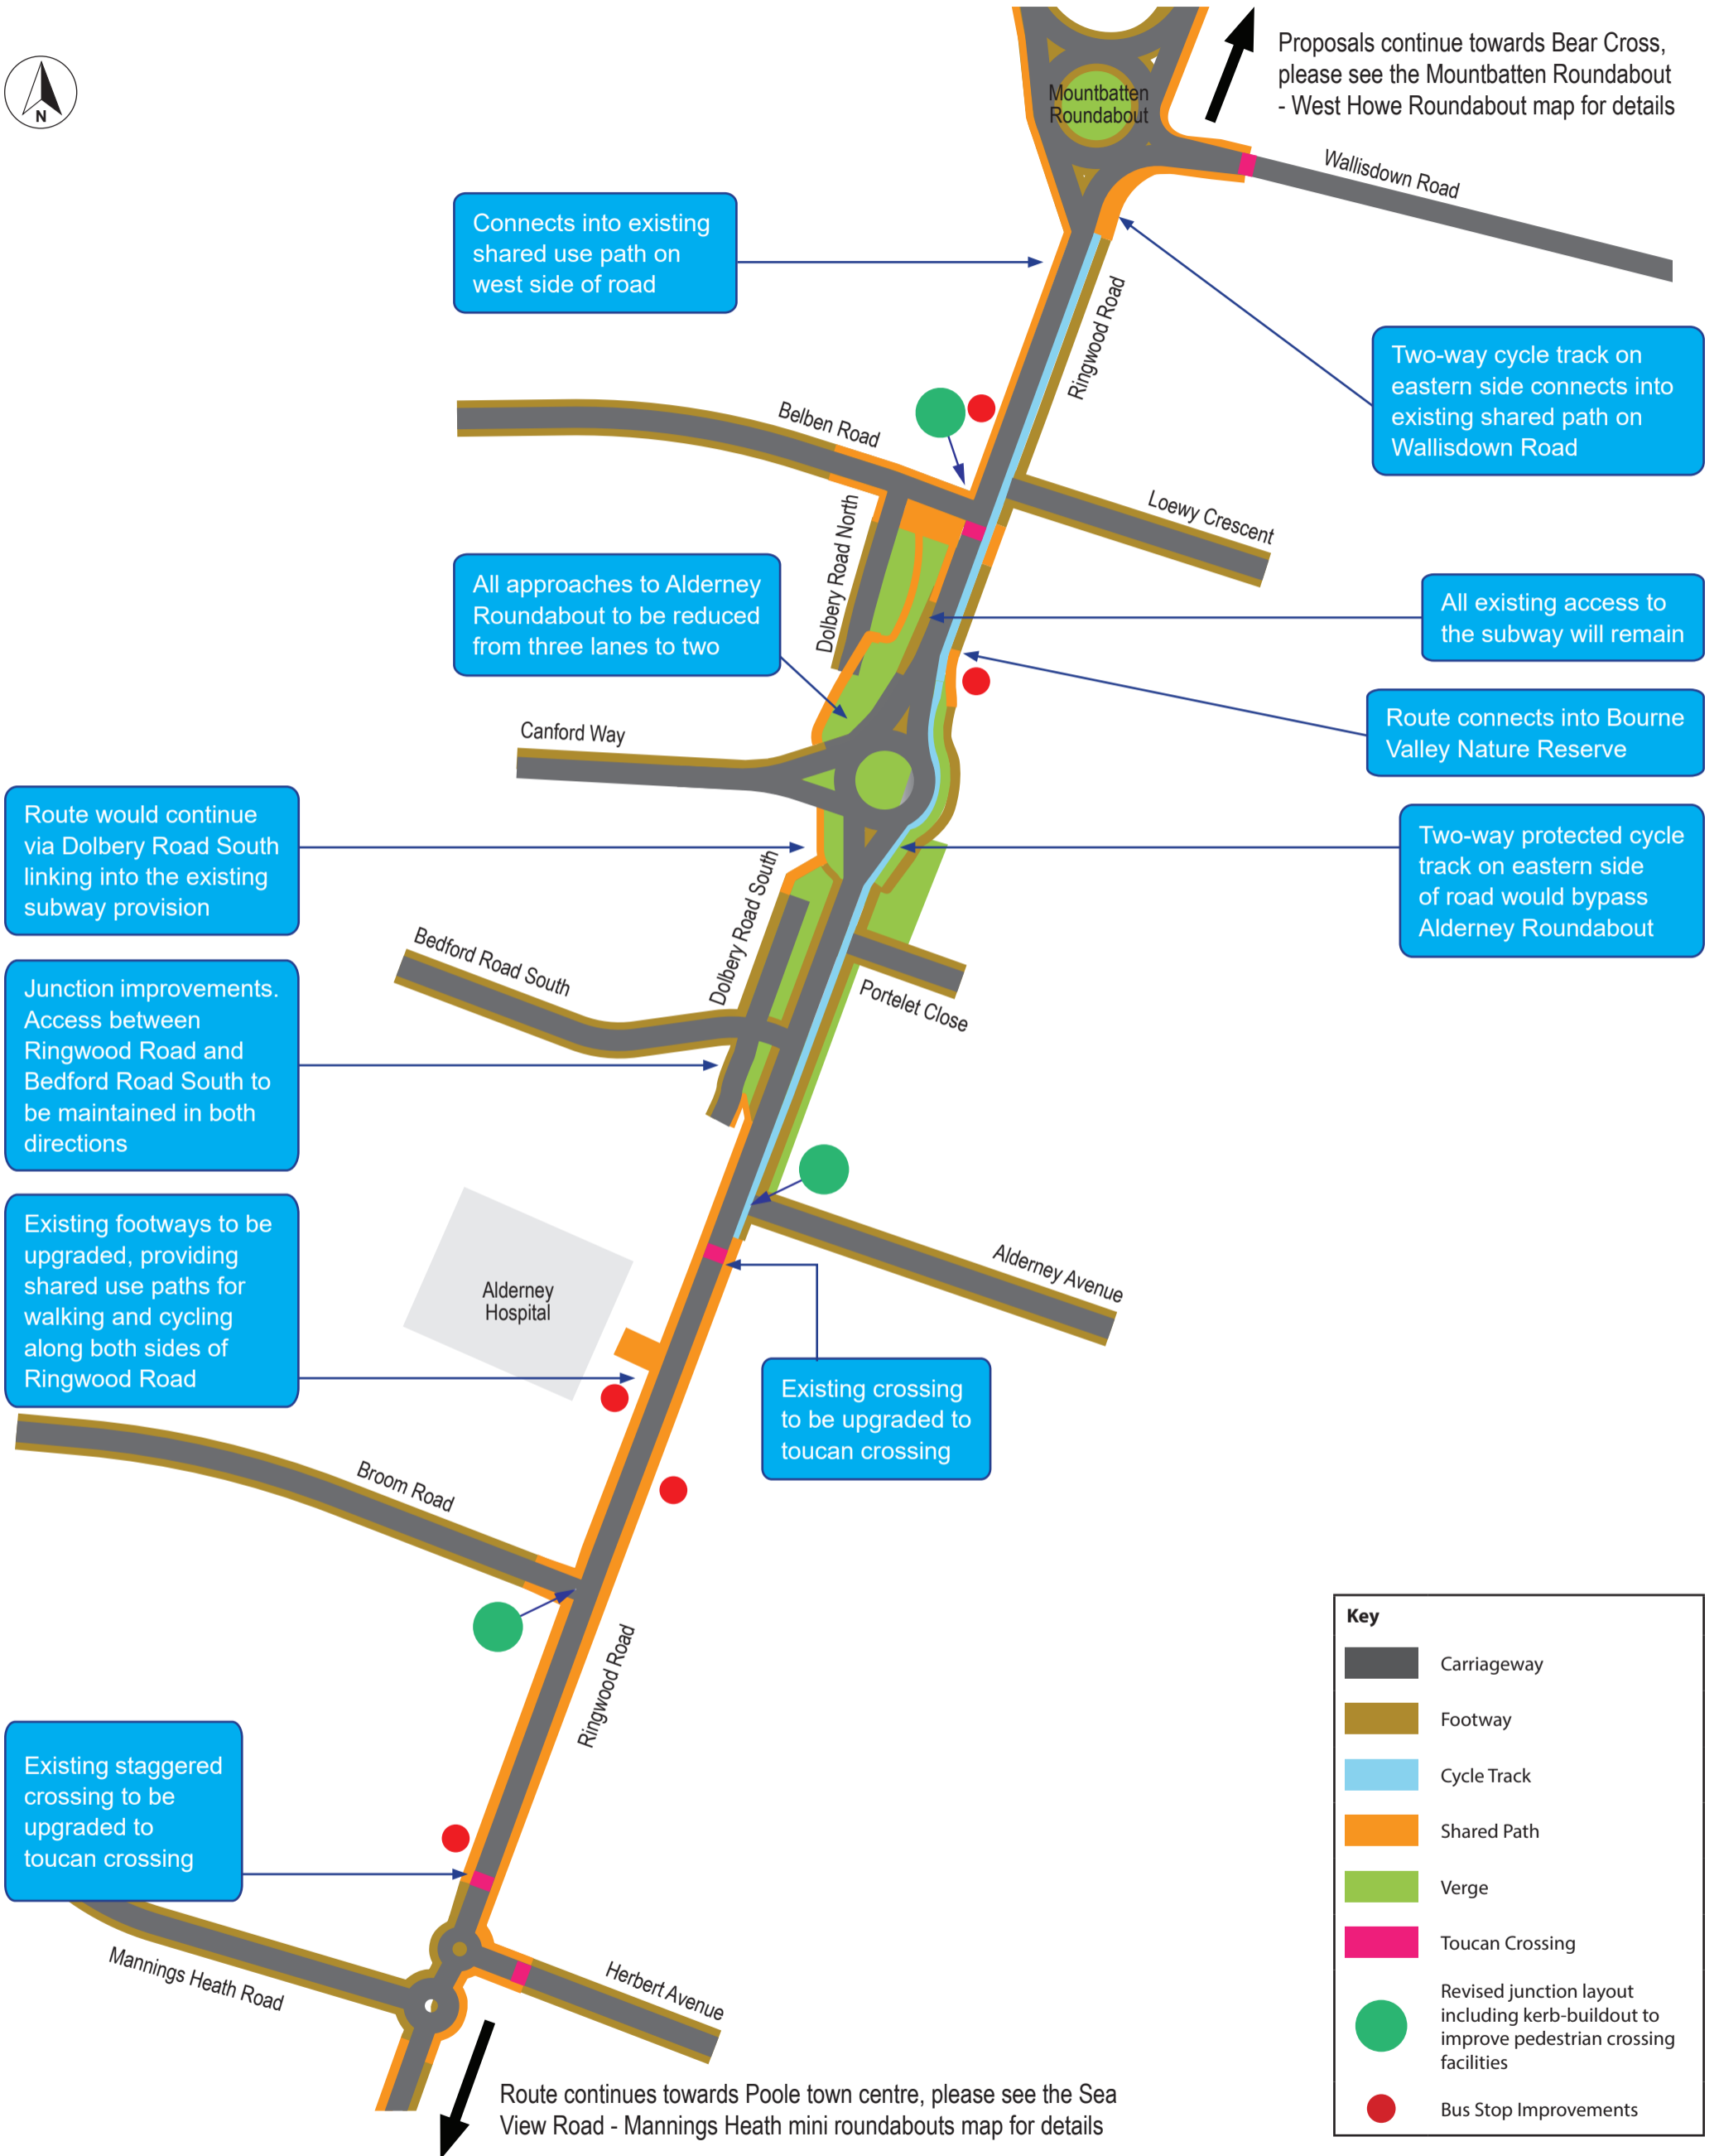 N
Proposals continue towards Bear Cross,
please see the Mountbatten Roundabout
- West Howe Roundabout map for details
Mountbatten
Roundabout
Wallisdown Road
Connects into existing
shared use path on
west side of road
Ringwood Road
Two-way cycle track on
eastern side connects into
existing shared path on
Wallisdown Road
Belben Road
Loewy Crescent
Dolbery Road North
All approaches to Alderney
Roundabout to be reduced
from three lanes to two
All existing access to
the subway will remain
Route connects into Bourne
Valley Nature Reserve
Canford Way
Route would continue
via Dolbery Road South
linking into the existing
subway provision
Two-way protected cycle
track on eastern side
of road would bypass
Alderney Roundabout
Dolbery Road South
Bedford Road South
Portelet Close
Junction improvements.
Access between
Ringwood Road and
Bedford Road South to
be maintained in both
directions
Existing footways to be
upgraded, providing
shared use paths for
walking and cycling
along both sides of
Ringwood Road
Alderney
Hospital
Alderney Avenue
Existing crossing
to be upgraded to
toucan crossing
Broom Road
Ringwood Road
Existing staggered
crossing to be
upgraded to
toucan crossing
Mannings Heath Road
Herbert Avenue
Route continues towards Poole town centre, please see the Sea
View Road - Mannings Heath mini roundabouts map for details
Key
Carriageway
Footway
Cycle Track
Shared Path
Verge
Toucan Crossing
Revised junction layout
including kerb-buildout to
improve pedestrian crossing
facilities
Bus Stop Improvements